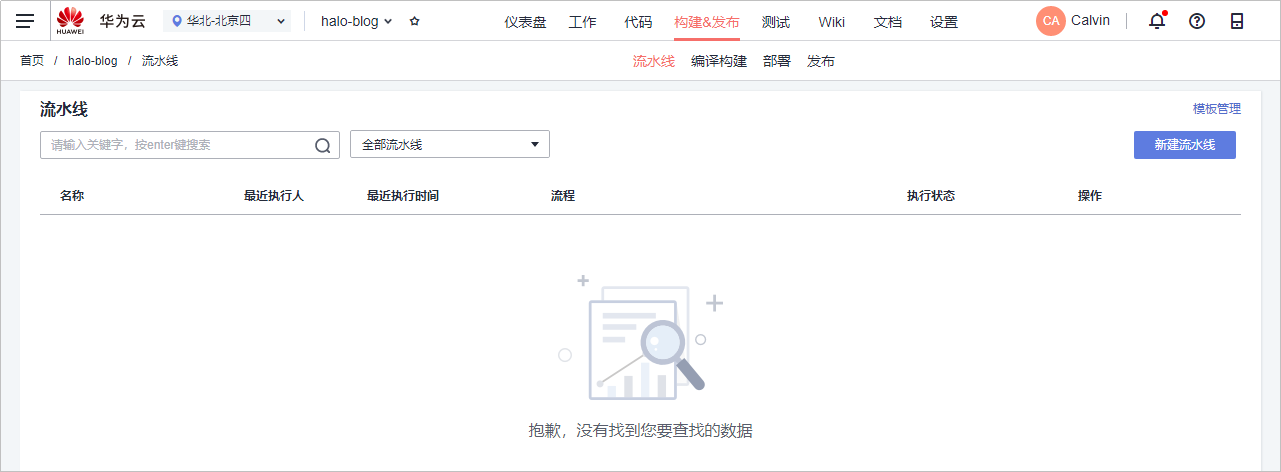 HUAWEI 华为云 华北-北京四 halo-blog 仪表盘 工作 代码 构建&发布 测试 Wiki 文档 设置 CA Calvin
首页 / halo-blog / 流水线 流水线 编译构建 部署 发布
流水线 模板管理
请输入关键字，按enter键搜索 全部流水线 新建流水线
名称 最近执行人 最近执行时间 流程 执行状态 操作
抱歉，没有找到您要查找的数据